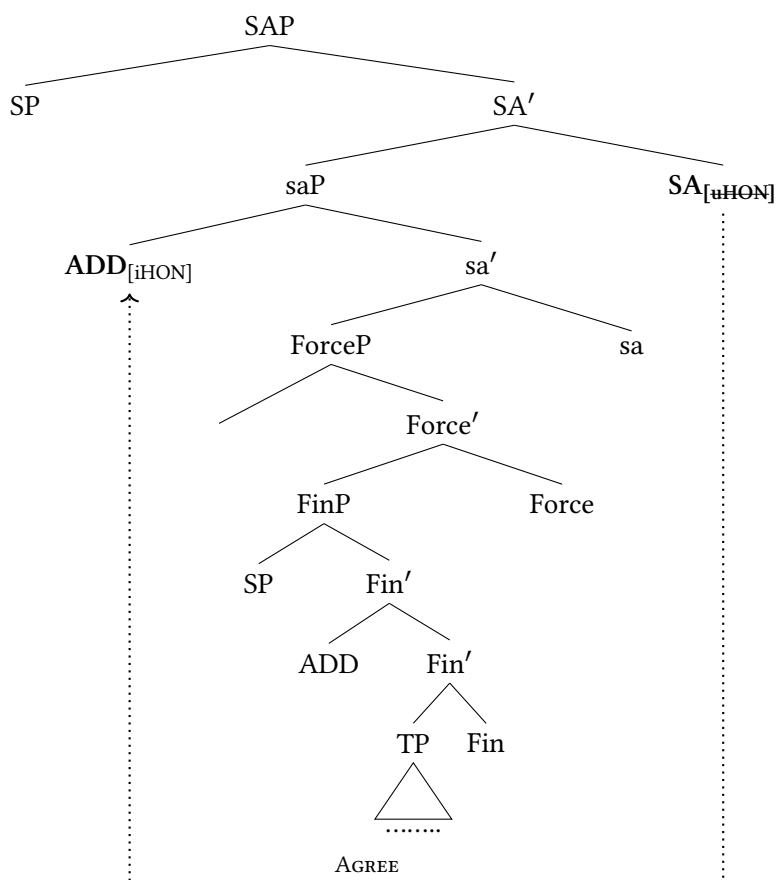 SAP
SP SA′
saP SA[uHON]
ADD[iHON] sa′
ForceP sa
Force′
FinP Force
SP Fin′
ADD Fin′
TP Fin
........
AGREE